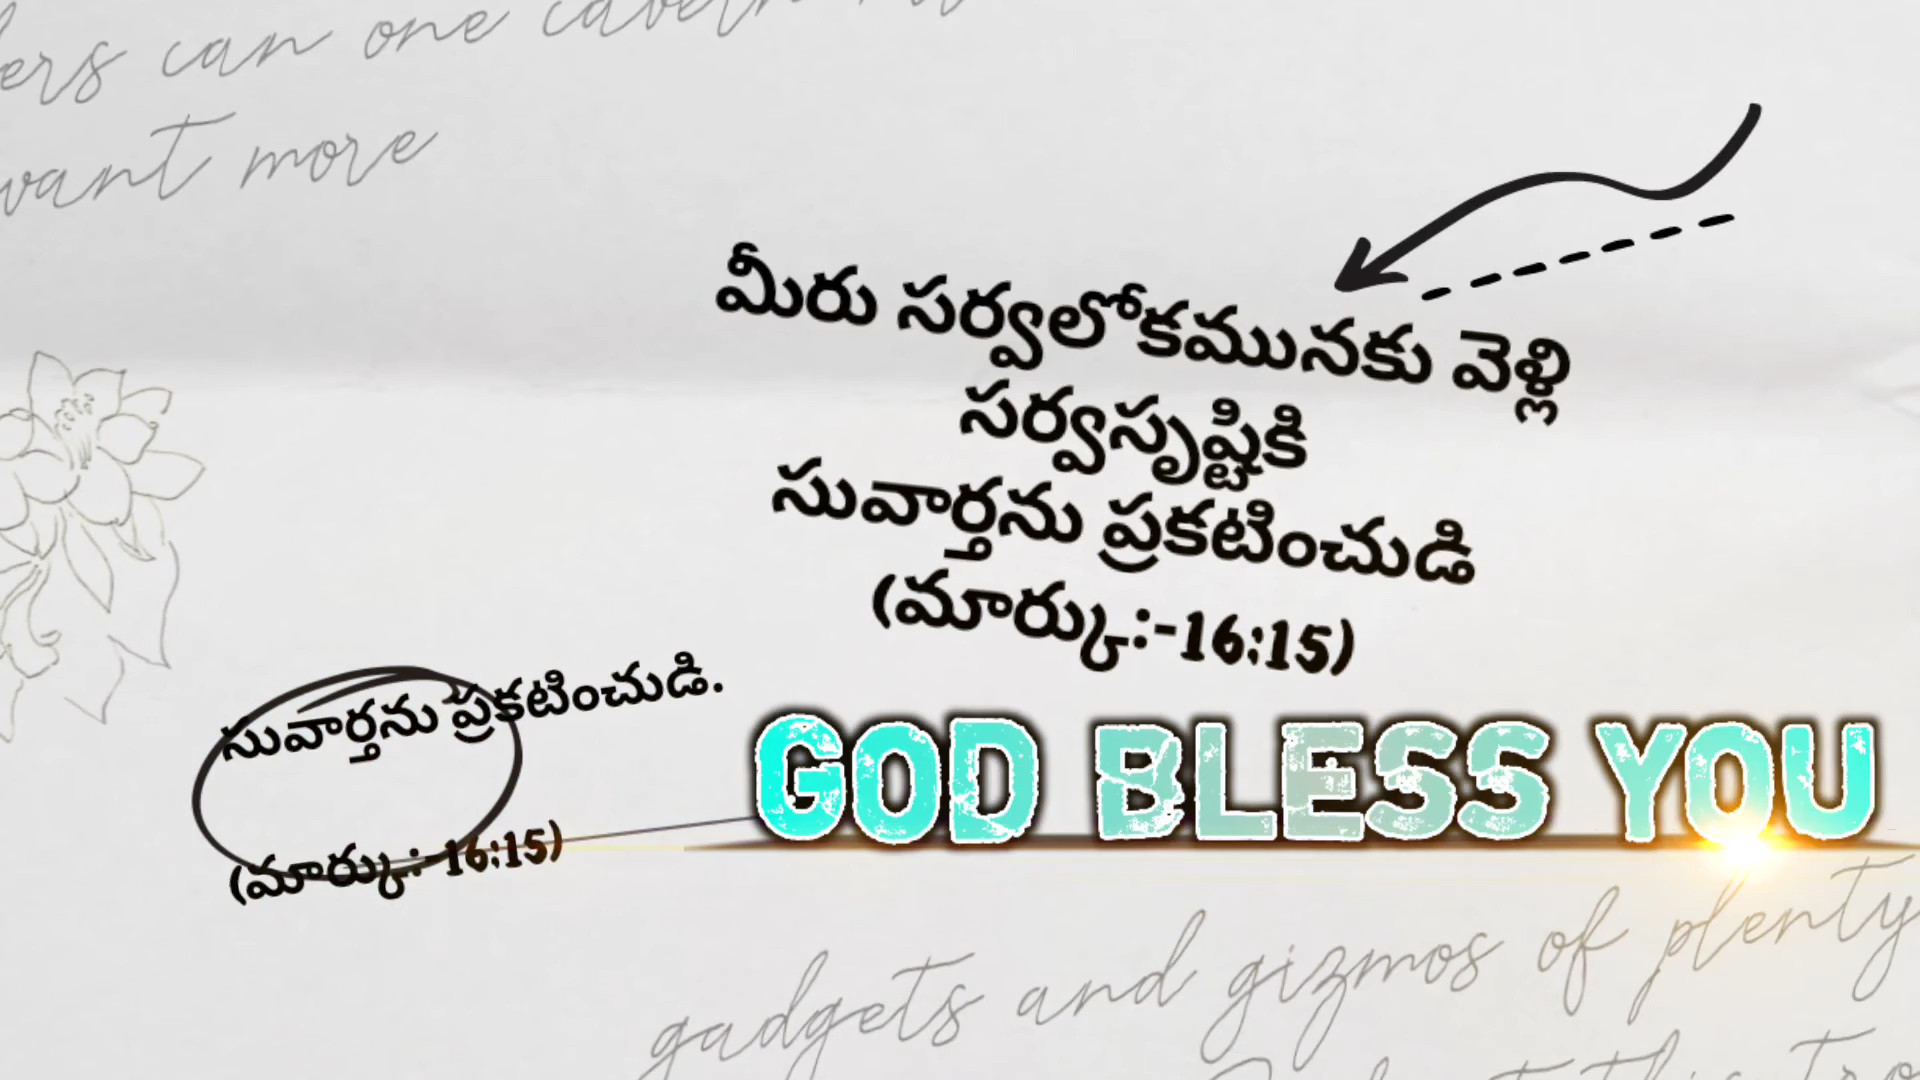 can one
want more
మీరు సర్వలోకమునకు వెళ్లి
సర్వసృష్టికి
సువార్తను ప్రకటించుడి
(మార్కు:-16:15)
సువార్తను ప్రకటించుడి.
(మార్కు:-16:15)
GOD BLESS YOU
gadgets and gizmos of plenty